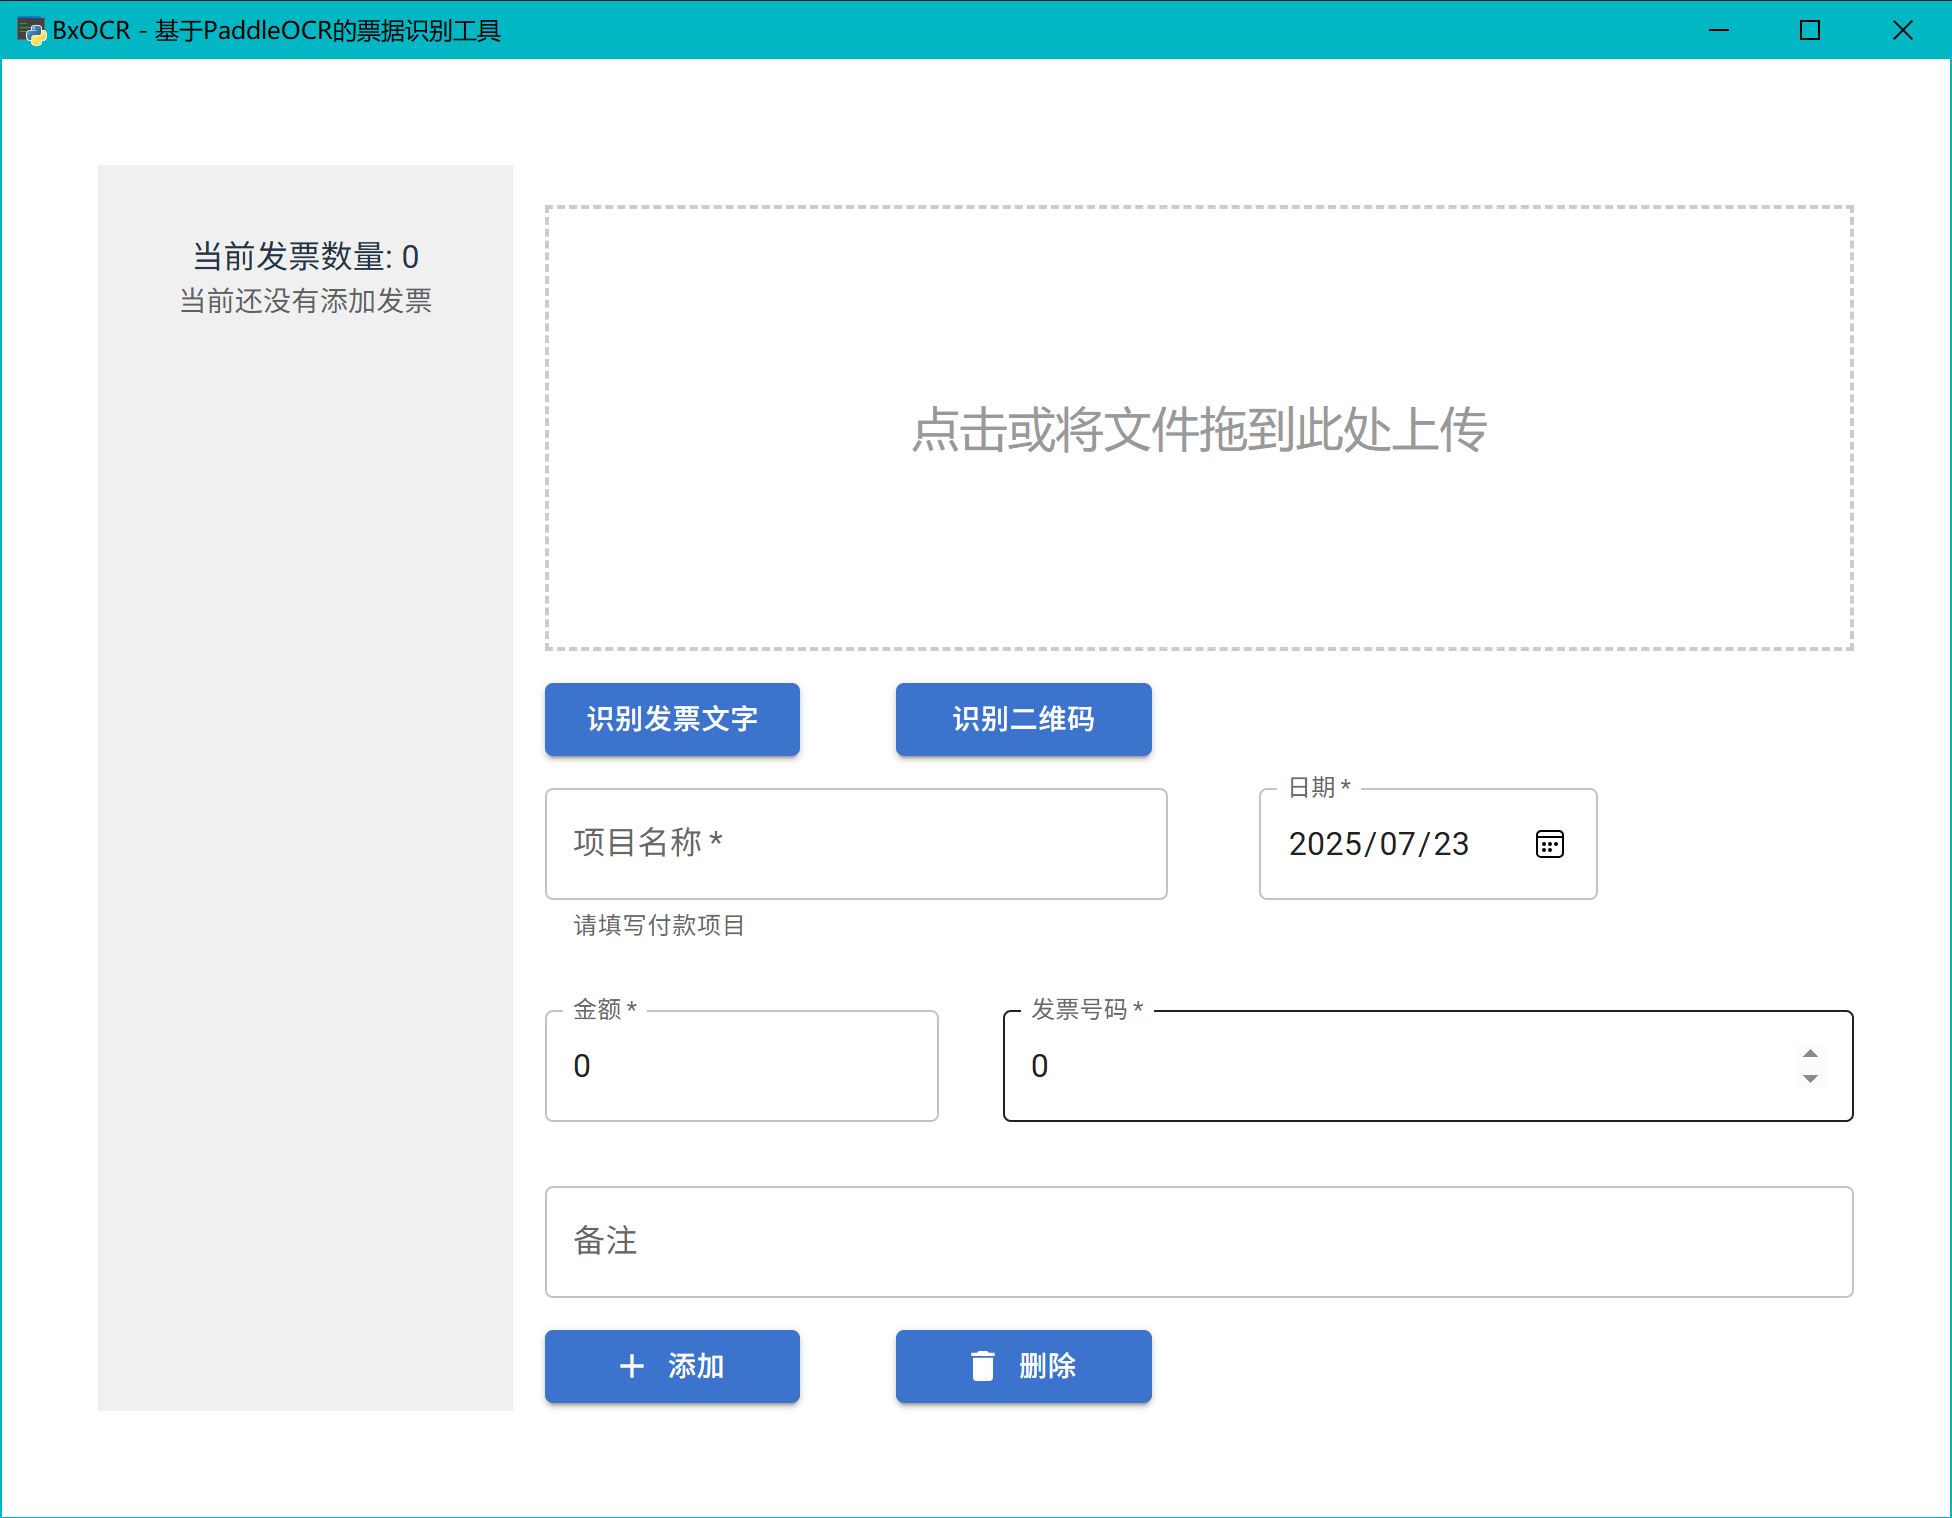 BxOCR - 基于PaddleOCR的票据识别工具
当前发票数量: 0
当前还没有添加发票
点击或将文件拖到此处上传
识别发票文字
识别二维码
项目名称 *
请填写付款项目
日期 *
2025/07/23
金额 *
0
发票号码 *
0
备注
添加
删除